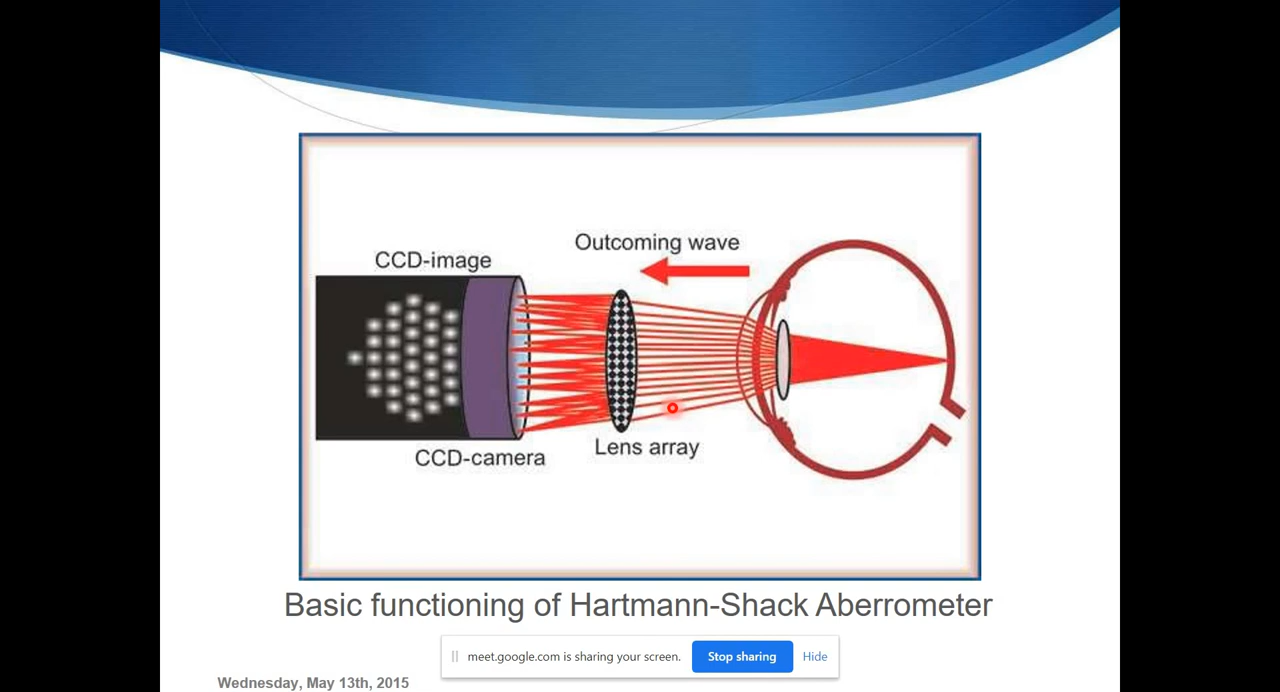 Outcoming wave
CCD-image
CCD-camera
Lens array
Basic functioning of Hartmann-Shack Aberrometer
meet.google.com is sharing your screen.
Stop sharing
Hide
Wednesday, May 13th, 2015